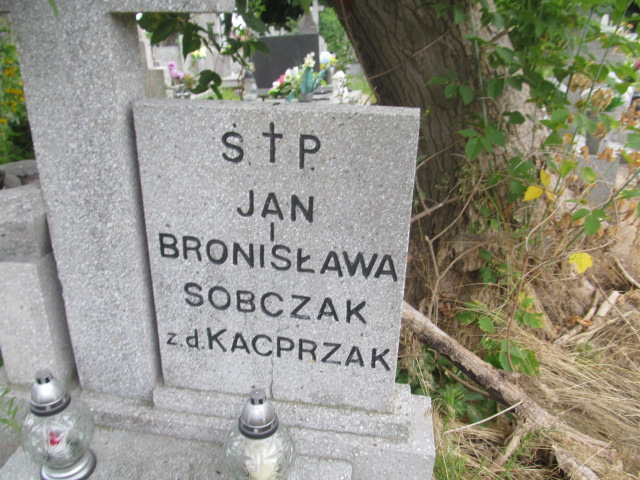 Ś.†P.
JAN
I
BRONISŁAWA
SOBCZAK
z.d.KACPRZAK